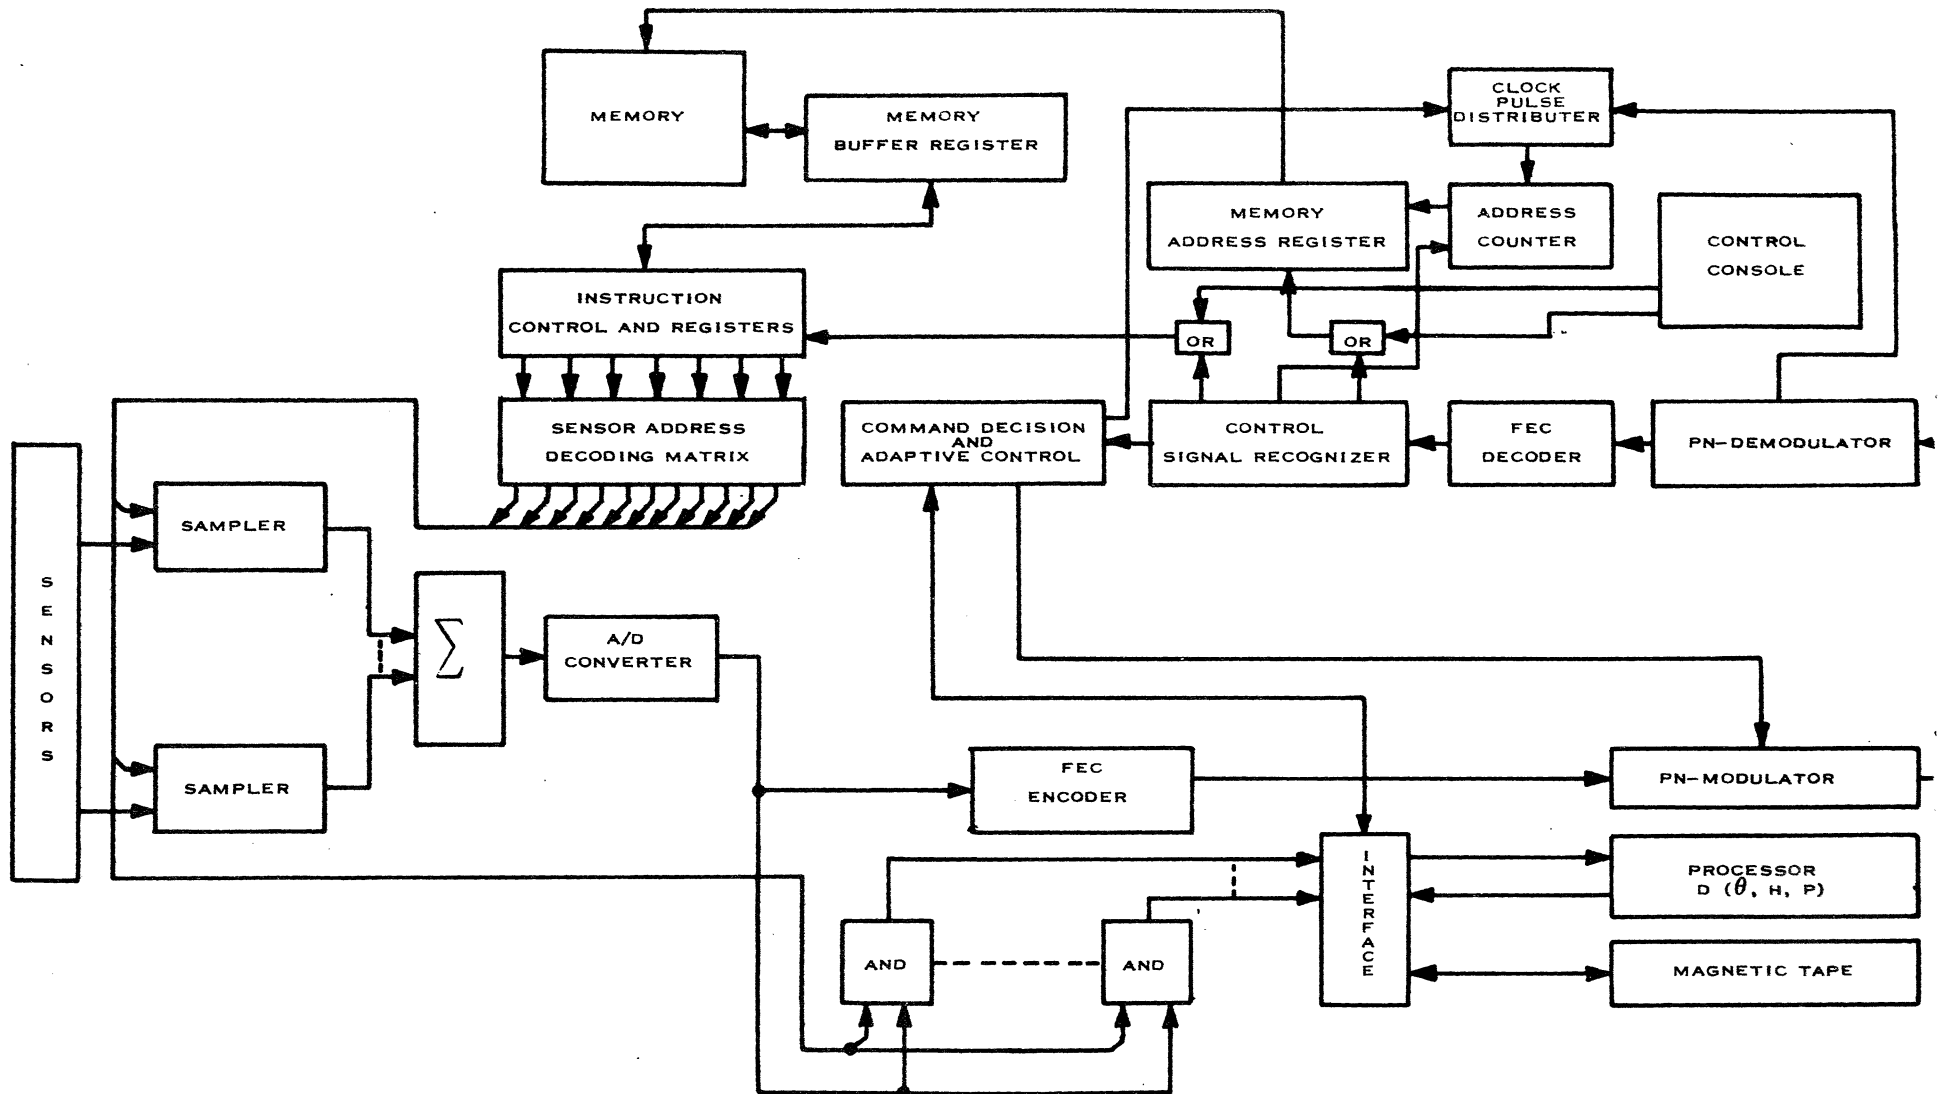 MEMORY
MEMORY
BUFFER REGISTER
CLOCK
PULSE
DISTRIBUTER
MEMORY
ADDRESS REGISTER
ADDRESS
COUNTER
CONTROL
CONSOLE
INSTRUCTION
CONTROL AND REGISTERS
OR
OR
SENSOR ADDRESS
DECODING MATRIX
COMMAND DECISION
AND
ADAPTIVE CONTROL
CONTROL
SIGNAL RECOGNIZER
FEC
DECODER
PN-DEMODULATOR
SENSORS
SAMPLER
∑
A/D
CONVERTER
SAMPLER
FEC
ENCODER
PN-MODULATOR
INTERFACE
PROCESSOR
D (θ, H, P)
AND
AND
MAGNETIC TAPE